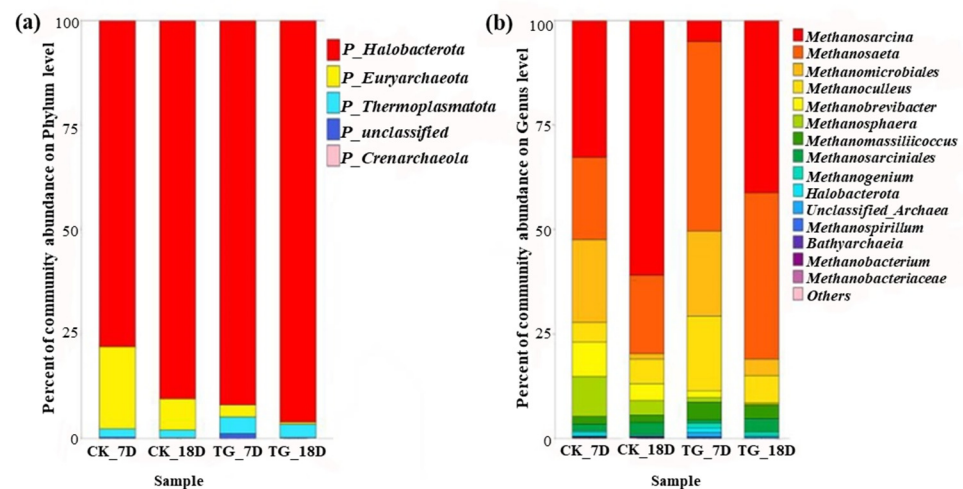 (a)
Percent of community abundance on Phylum level
100
75
50
25
0
CK_7D CK_18D TG_7D TG_18D
Sample
P_Halobacterota
P_Euryarchaeota
P_Thermoplasmatota
P_unclassified
P_Crenarchaeola
(b)
Percent of community abundance on Genus level
100
75
50
25
0
CK_7D CK_18D TG_7D TG_18D
Sample
Methanosarcina
Methanosaeta
Methanomicrobiales
Methanoculleus
Methanobrevibacter
Methanosphaera
Methanomassiliicoccus
Methanosarciniales
Methanogenium
Halobacterota
Unclassified_Archaea
Methanospirillum
Bathyarchaeia
Methanobacterium
Methanobacteriaceae
Others